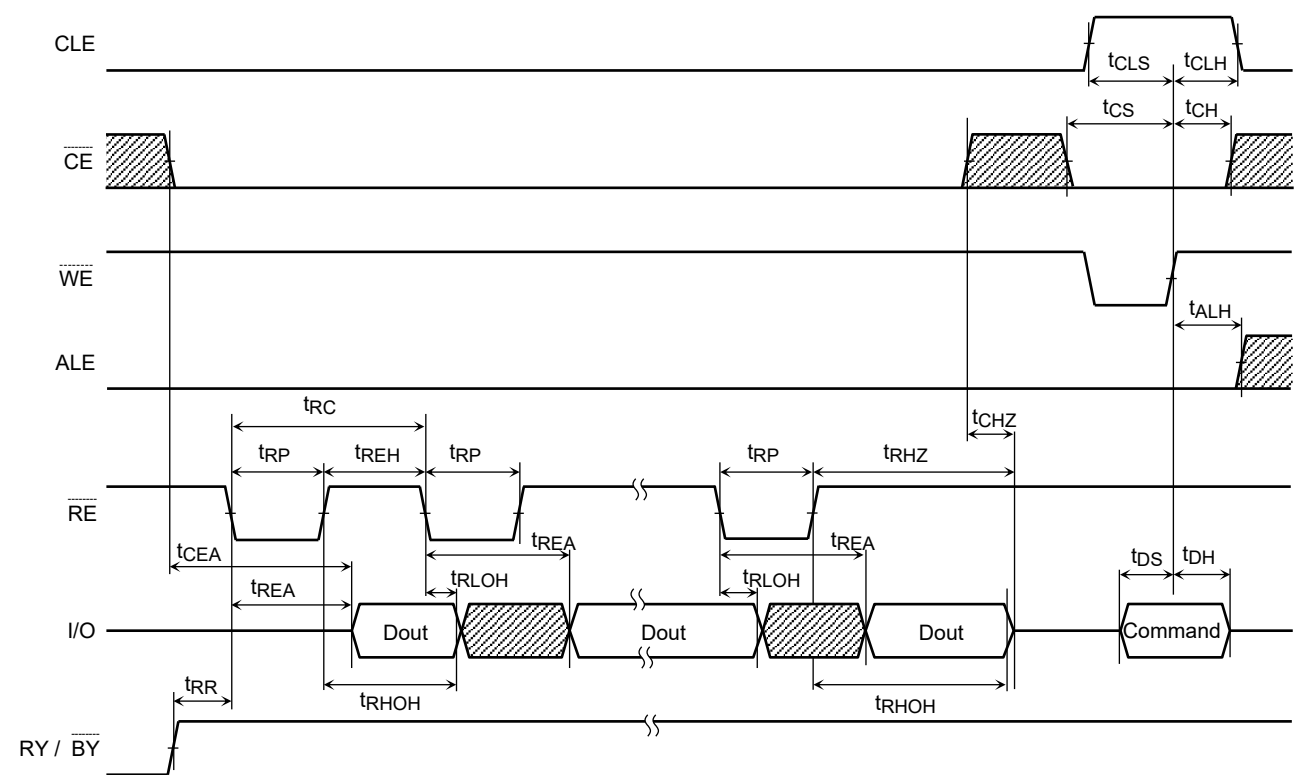 CLE
tCLS tCLH
tCS tCH
CE
WE
tALH
ALE
tRC
tCHZ
tRP tREH tRP tRP tRHZ
RE
tCEA tREA tREA tDS tDH
tREA tRLOH tRLOH
I/O Dout Dout Dout Command
tRR tRHOH tRHOH
RY / BY